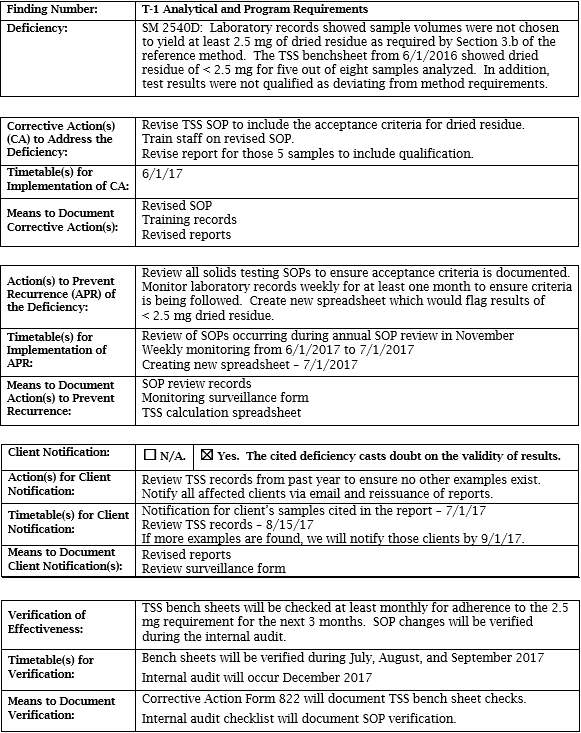 Finding Number: T-1 Analytical and Program Requirements
Deficiency: SM 2540D:  Laboratory records showed sample volumes were not chosen
to yield at least 2.5 mg of dried residue as required by Section 3.b of the
reference method.  The TSS benchsheet from 6/1/2016 showed dried
residue of < 2.5 mg for five out of eight samples analyzed.  In addition,
test results were not qualified as deviating from method requirements.
Corrective Action(s)
(CA) to Address the
Deficiency:
Revise TSS SOP to include the acceptance criteria for dried residue.
Train staff on revised SOP.
Revise report for those 5 samples to include qualification.
Timetable(s) for
Implementation of CA:
6/1/17
Means to Document
Corrective Action(s):
Revised SOP
Training records
Revised reports
Action(s) to Prevent
Recurrence (APR) of
the Deficiency:
Review all solids testing SOPs to ensure acceptance criteria is documented.
Monitor laboratory records weekly for at least one month to ensure criteria
is being followed.  Create new spreadsheet which would flag results of
< 2.5 mg dried residue.
Timetable(s) for
Implementation of
APR:
Review of SOPs occurring during annual SOP review in November
Weekly monitoring from 6/1/2017 to 7/1/2017
Creating new spreadsheet – 7/1/2017
Means to Document
Action(s) to Prevent
Recurrence:
SOP review records
Monitoring surveillance form
TSS calculation spreadsheet
Client Notification: ☐ N/A. ☒ Yes.  The cited deficiency casts doubt on the validity of results.
Action(s) for Client
Notification:
Review TSS records from past year to ensure no other examples exist.
Notify all affected clients via email and reissuance of reports.
Timetable(s) for Client
Notification:
Notification for client's samples cited in the report – 7/1/17
Review TSS records – 8/15/17
If more examples are found, we will notify those clients by 9/1/17.
Means to Document
Client Notification(s):
Revised reports
Review surveillance form
Verification of
Effectiveness:
TSS bench sheets will be checked at least monthly for adherence to the 2.5
mg requirement for the next 3 months.  SOP changes will be verified
during the internal audit.
Timetable(s) for
Verification:
Bench sheets will be verified during July, August, and September 2017
Internal audit will occur December 2017
Means to Document
Verification:
Corrective Action Form 822 will document TSS bench sheet checks.
Internal audit checklist will document SOP verification.